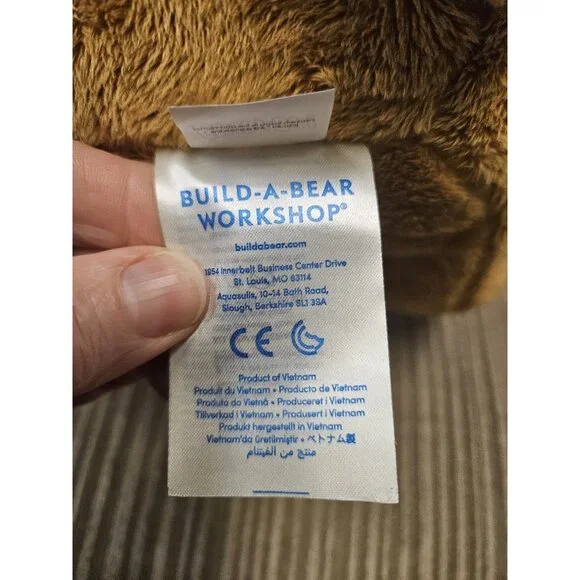 BUILD-A-BEAR
WORKSHOP®
buildabear.com
1954 Innerbelt Business Center Drive
St. Louis, MO 63114
Aquasulis, 10-14 Bath Road,
Slough, Berkshire SL1 3SA
CE
Product of Vietnam
Produit du Vietnam • Producto de Vietnam
Produto do Vietnã • Produceret i Vietnam
Tillverkad i Vietnam • Produsert i Vietnam
Produkt hergestellt in Vietnam
Vietnam'da üretilmiştir • ベトナム製
منتج من الفيتنام